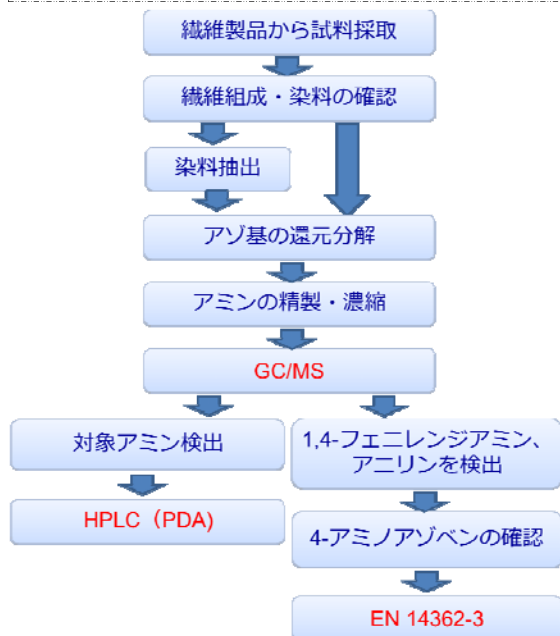 繊維製品から試料採取
繊維組成・染料の確認
染料抽出
アゾ基の還元分解
アミンの精製・濃縮
GC/MS
対象アミン検出
1,4-フェニレンジアミン、
アニリンを検出
HPLC（PDA)
4-アミノアゾベンの確認
EN 14362-3